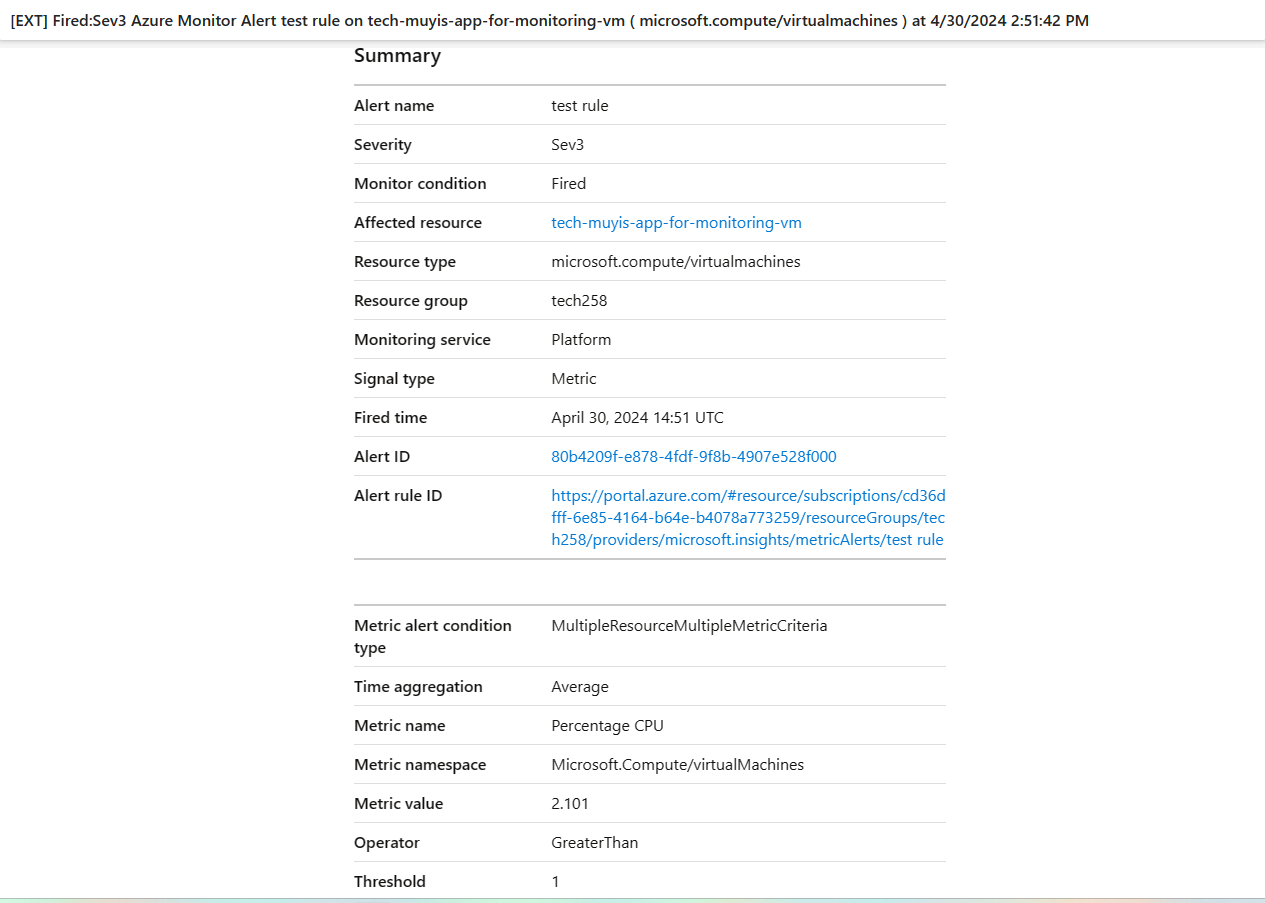 [EXT] Fired:Sev3 Azure Monitor Alert test rule on tech-muyis-app-for-monitoring-vm ( microsoft.compute/virtualmachines ) at 4/30/2024 2:51:42 PM
Summary
Alert name test rule
Severity Sev3
Monitor condition Fired
Affected resource tech-muyis-app-for-monitoring-vm
Resource type microsoft.compute/virtualmachines
Resource group tech258
Monitoring service Platform
Signal type Metric
Fired time April 30, 2024 14:51 UTC
Alert ID 80b4209f-e878-4fdf-9f8b-4907e528f000
Alert rule ID https://portal.azure.com/#resource/subscriptions/cd36d
fff-6e85-4164-b64e-b4078a773259/resourceGroups/tec
h258/providers/microsoft.insights/metricAlerts/test rule
Metric alert condition MultipleResourceMultipleMetricCriteria
type
Time aggregation Average
Metric name Percentage CPU
Metric namespace Microsoft.Compute/virtualMachines
Metric value 2.101
Operator GreaterThan
Threshold 1